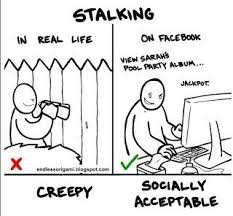 STALKING
IN REAL LIFE
ON FACEBOOK
VIEW SARAH'S
POOL PARTY ALBUM...
JACKPOT.
endlessorigami.blogspot.com
CREEPY
SOCIALLY
ACCEPTABLE